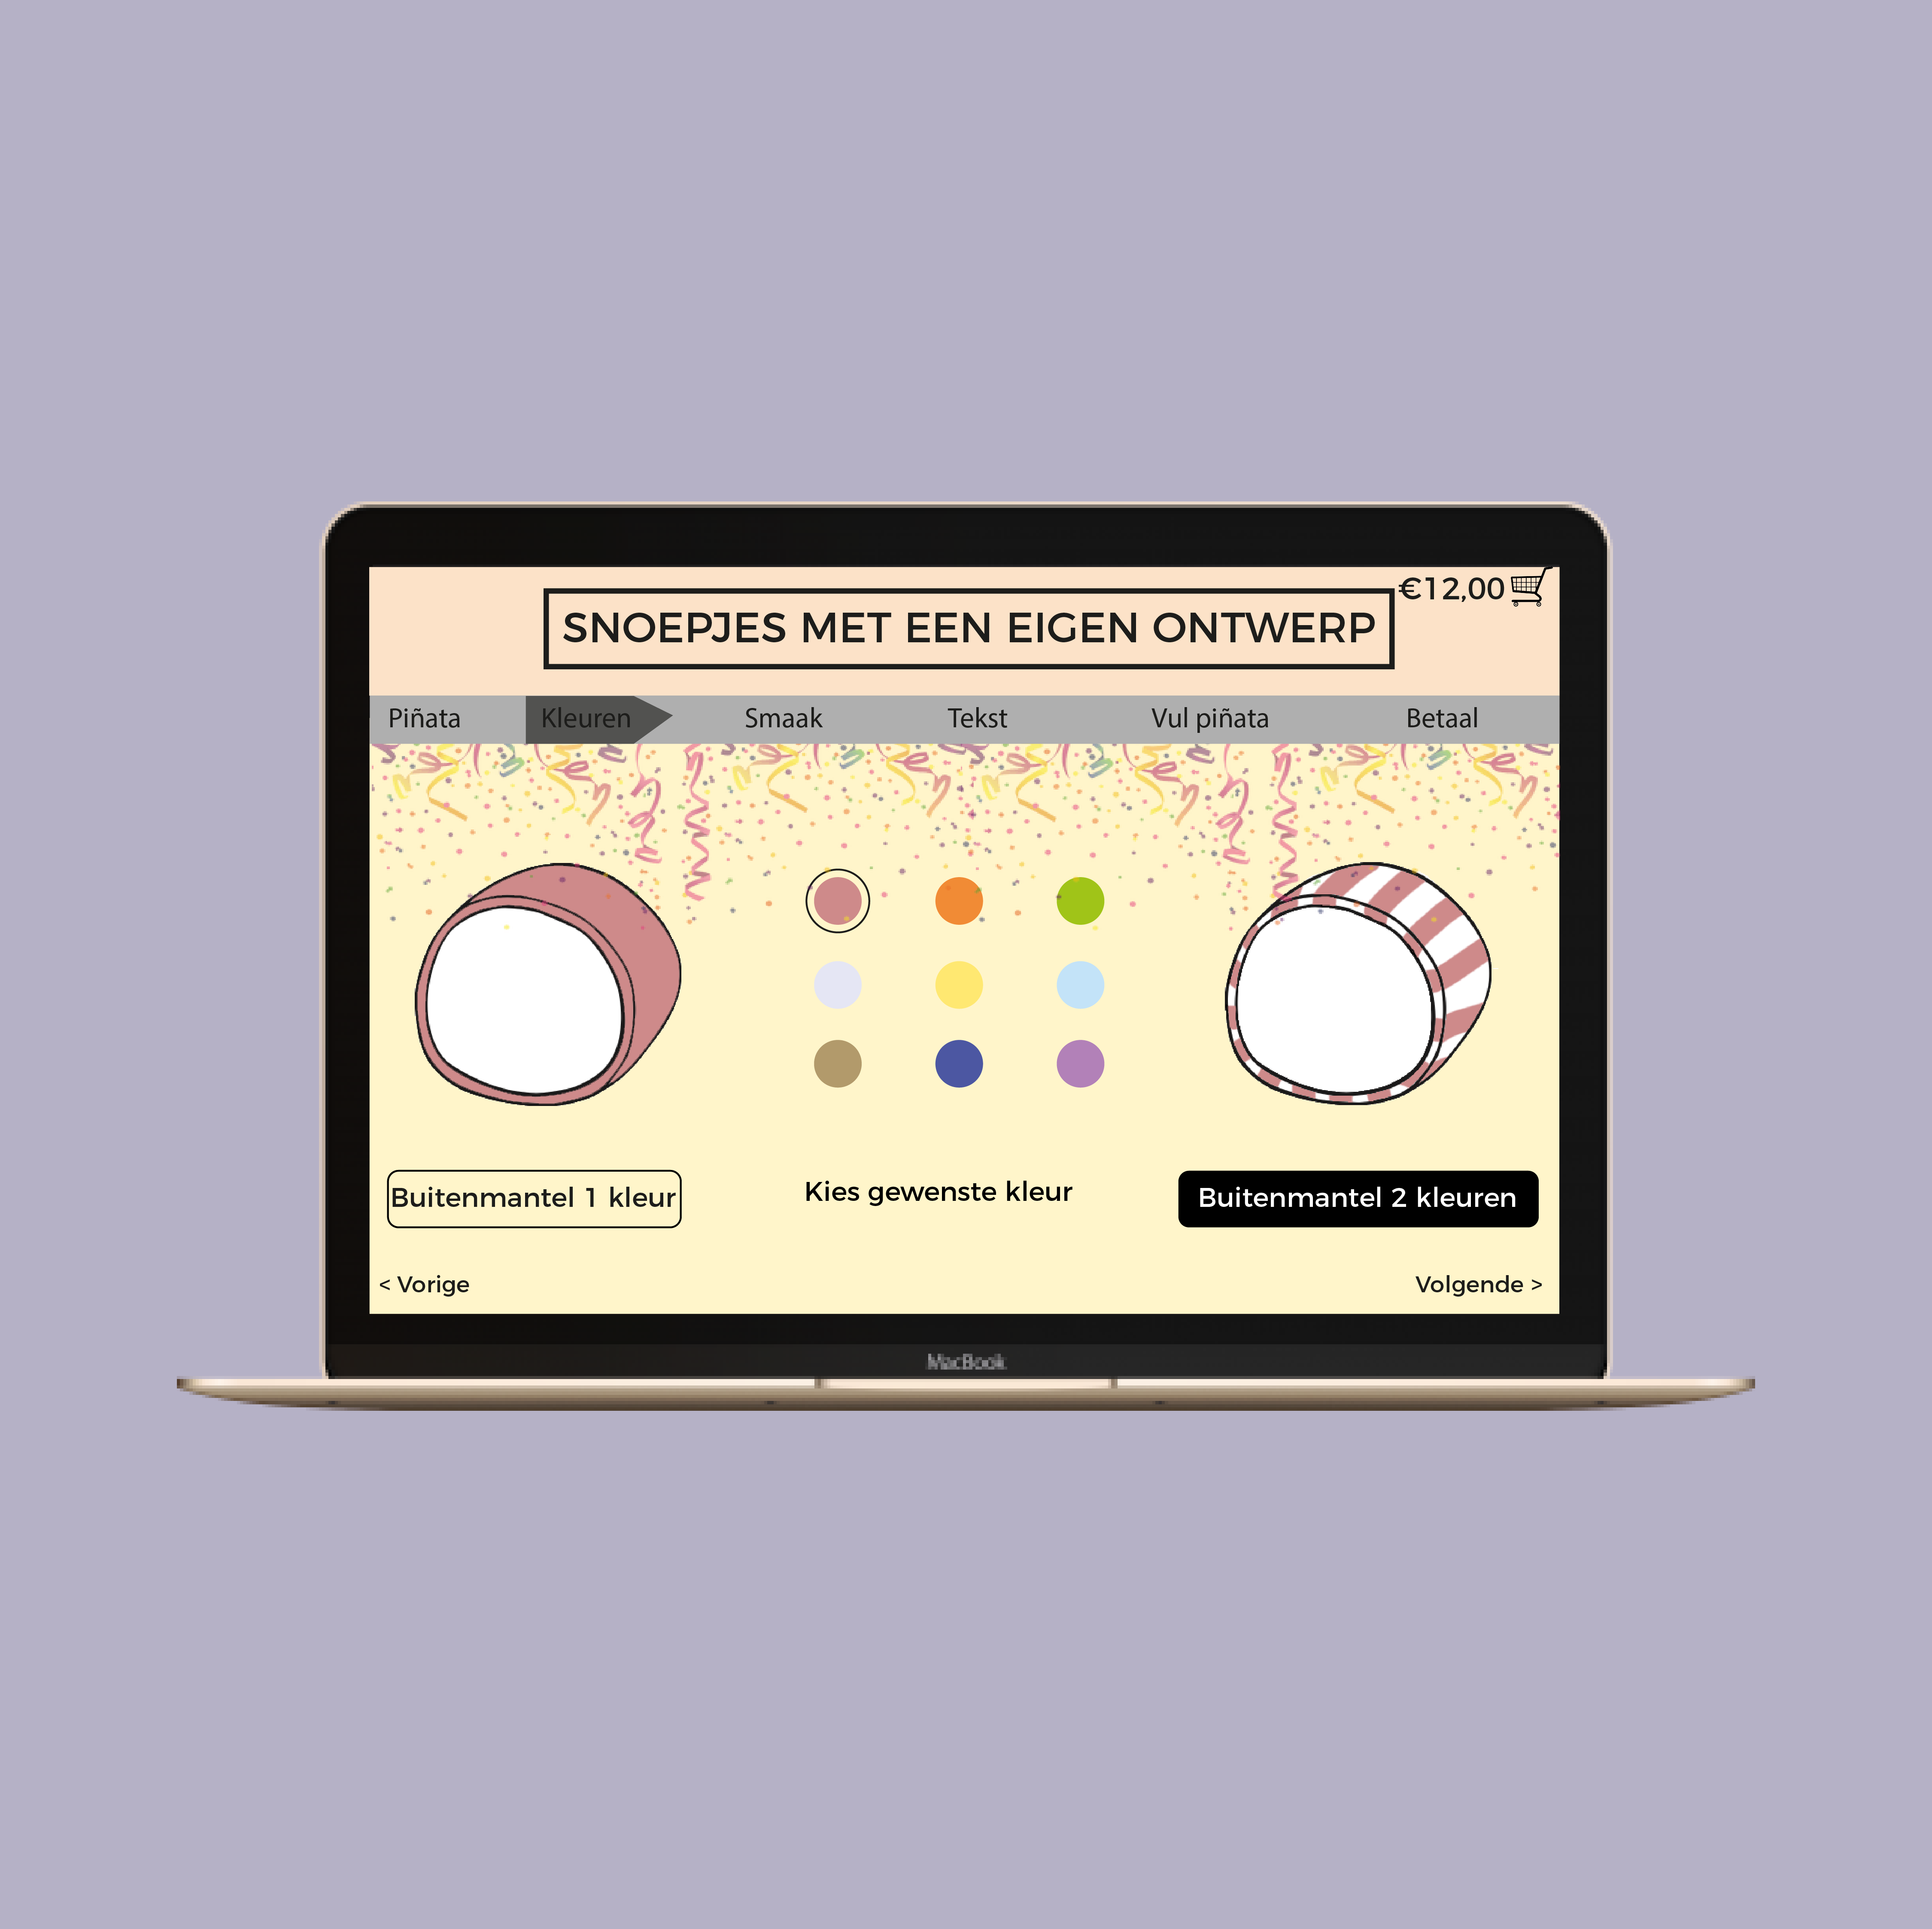 €12,00
SNOEPJES MET EEN EIGEN ONTWERP
Piñata Kleuren Smaak Tekst Vul piñata Betaal
Buitenmantel 1 kleur
Kies gewenste kleur
Buitenmantel 2 kleuren
< Vorige
Volgende >
MacBook